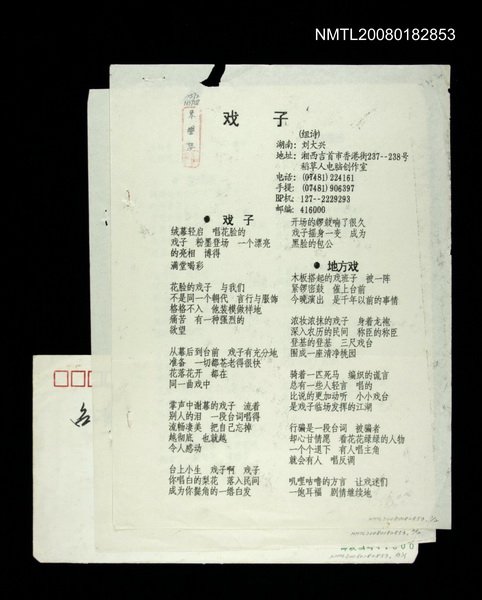 NMTL20080182853
戏 子
(组诗)
湖南: 刘大兴
地址: 湘西吉首市香港街237--238号
稻草人电脑创作室
电话: (07481)224161
手提: (07481)906397
BP机: 127--2229293
邮编: 416000
● 戏 子
绒幕轻启 唱花脸的
戏子 粉墨登场 一个漂亮
的亮相 博得
满堂喝彩
花脸的戏子 与我们
不是同一个朝代 言行与服饰
格格不入 他装模做样地
痛苦 有一种强烈的
欲望
从幕后到台前 戏子有充分地
准备 一切都苍老得很快
花落花开 都在
同一曲戏中
掌声中谢幕的戏子 流着
别人的泪 一段台词唱得
流畅凄美 把自己忘掉
越彻底 也就越
令人感动
台上小生 戏子啊 戏子
你唱白的梨花 落入民间
成为你鬓角的一绺白发
开场的锣鼓响了很久
戏子摇身一变 成为
黑脸的包公
● 地方戏
木板搭起的戏班子 被一阵
紧锣密鼓 催上台前
今晚演出 是千年以前的事情
浓妆浓抹的戏子 身着龙袍
深入农历的民间 称臣的称臣
登基的登基 三尺戏台
围成一座清净桃园
骑着一匹死马 编织的谎言
总有一些人轻言 唱的
比说的更加动听 小小戏台
是戏子临场发挥的江湖
行骗是一段台词 被骗者
却心甘情愿 看花花绿绿的人物
一个个退下 有人唱主角
就会有人 唱反调
叽哩咕噜的方言 让戏迷们
一饱耳福 剧情继续地